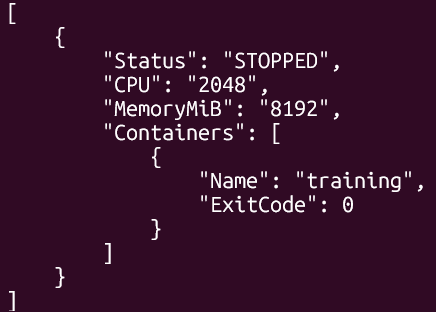 [
    {
        "Status": "STOPPED",
        "CPU": "2048",
        "MemoryMiB": "8192",
        "Containers": [
            {
                "Name": "training",
                "ExitCode": 0
            }
        ]
    }
]